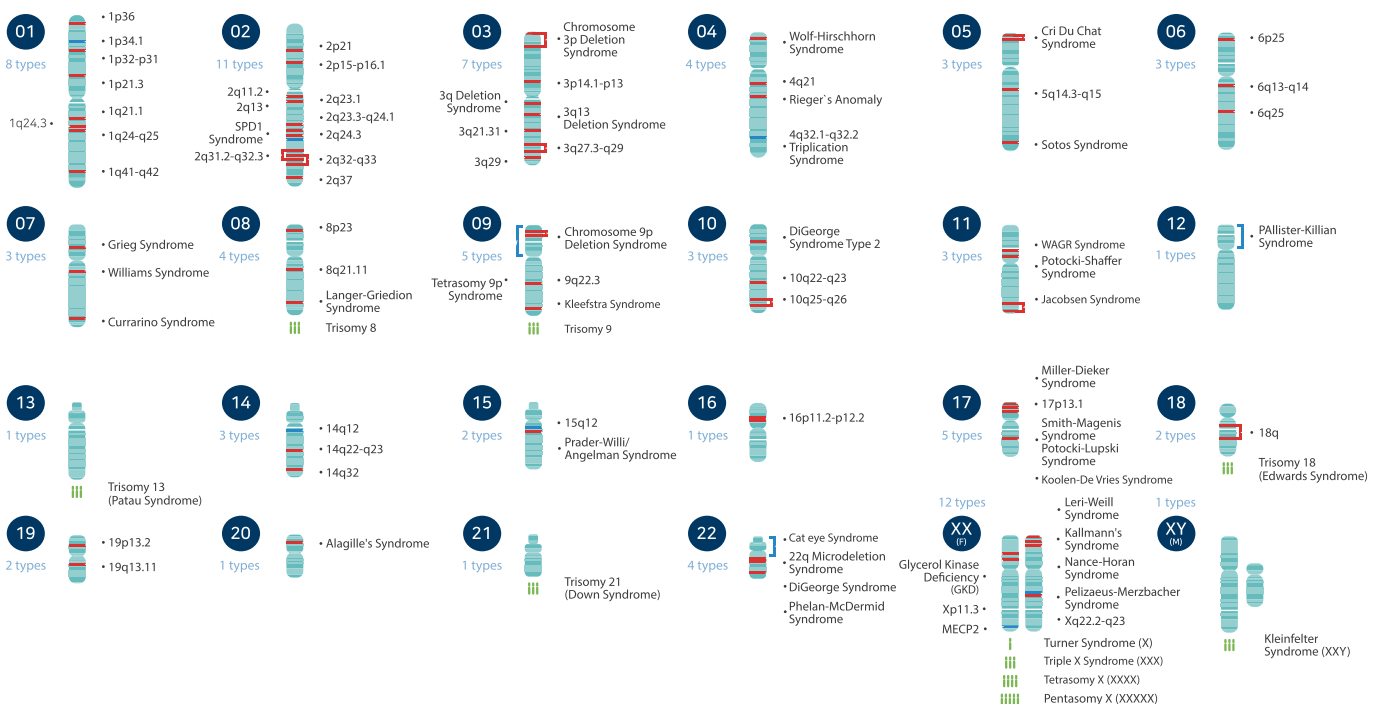 01
8 types
1p36
1p34.1
1p32-p31
1p21.3
1q21.1
1q24.3
1q24-q25
1q41-q42
02
11 types
2p21
2p15-p16.1
2q11.2
2q13
SPD1
Syndrome
2q31.2-q32.3
2q23.1
2q23.3-q24.1
2q24.3
2q32-q33
2q37
03
7 types
Chromosome
3p Deletion
Syndrome
3p14.1-p13
3q Deletion
Syndrome
3q13
Deletion Syndrome
3q21.31
3q27.3-q29
3q29
04
4 types
Wolf-Hirschhorn
Syndrome
4q21
Rieger`s Anomaly
4q32.1-q32.2
Triplication
Syndrome
05
3 types
Cri Du Chat
Syndrome
5q14.3-q15
Sotos Syndrome
06
3 types
6p25
6q13-q14
6q25
07
3 types
Grieg Syndrome
Williams Syndrome
Currarino Syndrome
08
4 types
8p23
8q21.11
Langer-Griedion
Syndrome
Trisomy 8
09
5 types
Chromosome 9p
Deletion Syndrome
Tetrasomy 9p
Syndrome
9q22.3
Kleefstra Syndrome
Trisomy 9
10
3 types
DiGeorge
Syndrome Type 2
10q22-q23
10q25-q26
11
3 types
WAGR Syndrome
Potocki-Shaffer
Syndrome
Jacobsen Syndrome
12
1 types
PAllister-Killian
Syndrome
13
1 types
Trisomy 13
(Patau Syndrome)
14
3 types
14q12
14q22-q23
14q32
15
2 types
15q12
Prader-Willi/
Angelman Syndrome
16
1 types
16p11.2-p12.2
17
5 types
Miller-Dieker
Syndrome
17p13.1
Smith-Magenis
Syndrome
Potocki-Lupski
Syndrome
Koolen-De Vries Syndrome
18
2 types
18q
Trisomy 18
(Edwards Syndrome)
19
2 types
19p13.2
19q13.11
20
1 types
Alagille's Syndrome
21
1 types
Trisomy 21
(Down Syndrome)
22
4 types
Cat eye Syndrome
22q Microdeletion
Syndrome
DiGeorge Syndrome
Phelan-McDermid
Syndrome
12 types
XX
(F)
Glycerol Kinase
Deficiency
(GKD)
Xp11.3
MECP2
Leri-Weill
Syndrome
Kallmann's
Syndrome
Nance-Horan
Syndrome
Pelizaeus-Merzbacher
Syndrome
Xq22.2-q23
Turner Syndrome (X)
Triple X Syndrome (XXX)
Tetrasomy X (XXXX)
Pentasomy X (XXXXX)
1 types
XY
(M)
Kleinfelter
Syndrome (XXY)